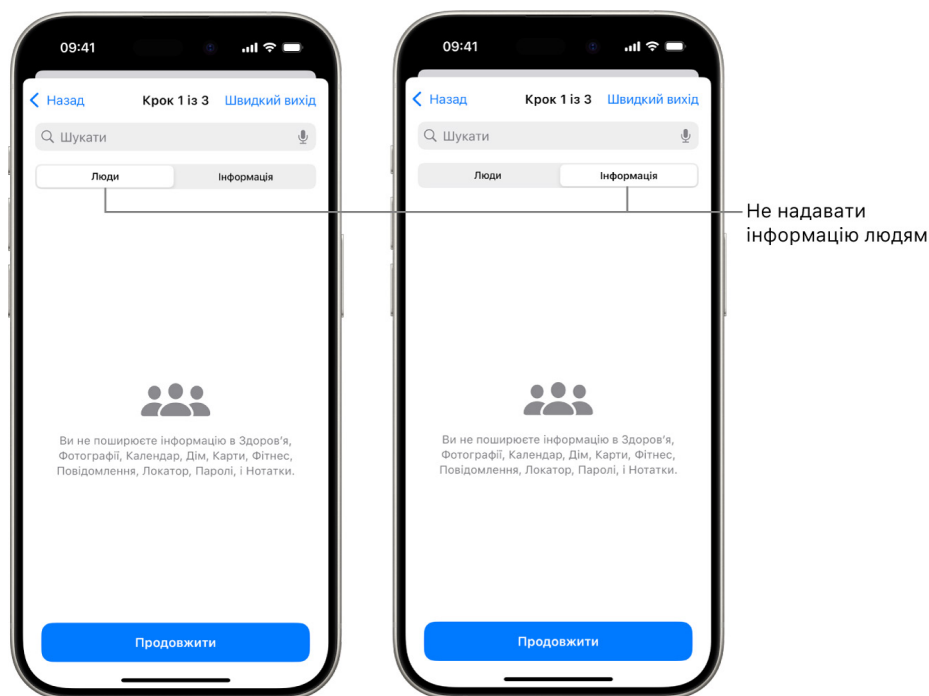 09:41
Назад
Крок 1 із 3
Швидкий вихід
Шукати
Люди
Інформація
Ви не поширюєте інформацію в Здоров’я,
Фотографії, Календар, Дім, Карти, Фітнес,
Повідомлення, Локатор, Паролі, і Нотатки.
Продовжити
09:41
Назад
Крок 1 із 3
Швидкий вихід
Шукати
Люди
Інформація
Ви не поширюєте інформацію в Здоров’я,
Фотографії, Календар, Дім, Карти, Фітнес,
Повідомлення, Локатор, Паролі, і Нотатки.
Продовжити
Не надавати
інформацію людям